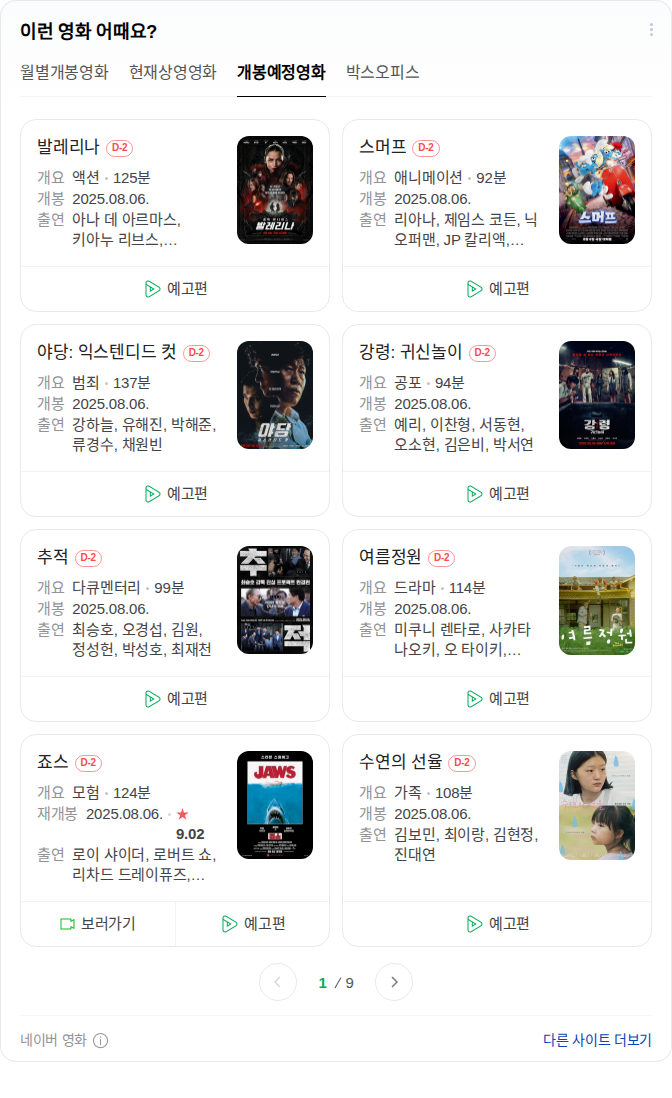 이런 영화 어때요?
월별개봉영화 현재상영영화 개봉예정영화 박스오피스
발레리나 D-2
개요 액션 · 125분
개봉 2025.08.06.
출연 아나 데 아르마스,
키아누 리브스,...
발레리나
예고편
스머프 D-2
개요 애니메이션 · 92분
개봉 2025.08.06.
출연 리아나, 제임스 코든, 닉
오퍼맨, JP 칼리액,...
스머프
예고편
야당: 익스텐디드 컷 D-2
개요 범죄 · 137분
개봉 2025.08.06.
출연 강하늘, 유해진, 박해준,
류경수, 채원빈
야당
예고편
강령: 귀신놀이 D-2
개요 공포 · 94분
개봉 2025.08.06.
출연 예리, 이찬형, 서동현,
오소현, 김은비, 박서연
강령
예고편
추적 D-2
개요 다큐멘터리 · 99분
개봉 2025.08.06.
출연 최승호, 오경섭, 김원,
정성헌, 박성호, 최재천
추
최승호 감독 진실 프로젝트 완결판
적
예고편
여름정원 D-2
개요 드라마 · 114분
개봉 2025.08.06.
출연 미쿠니 렌타로, 사카타
나오키, 오 타이키,...
여름정원
예고편
죠스 D-2
개요 모험 · 124분
재개봉 2025.08.06. · ★
9.02
출연 로이 샤이더, 로버트 쇼,
리차드 드레이퓨즈,...
JAWS
죠스
보러가기 예고편
수연의 선율 D-2
개요 가족 · 108분
개봉 2025.08.06.
출연 김보민, 최이랑, 김현정,
진대연
예고편
1 / 9
네이버 영화
다른 사이트 더보기